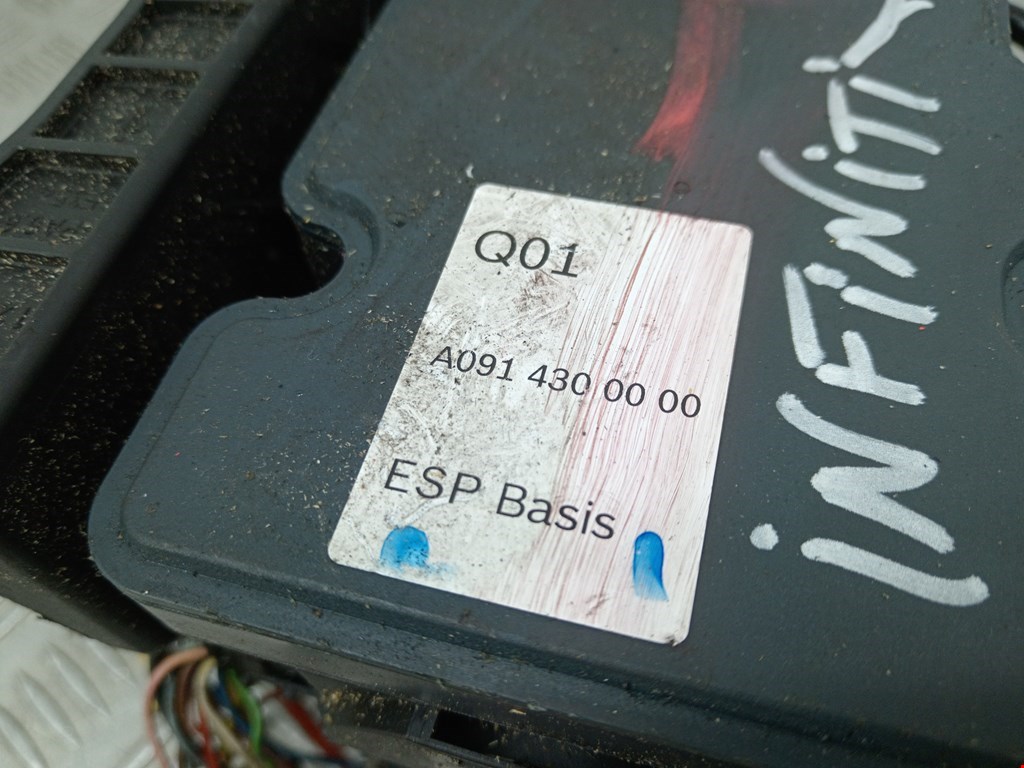 Q01
A091 430 00 00
ESP Basis
iNFiNiTi